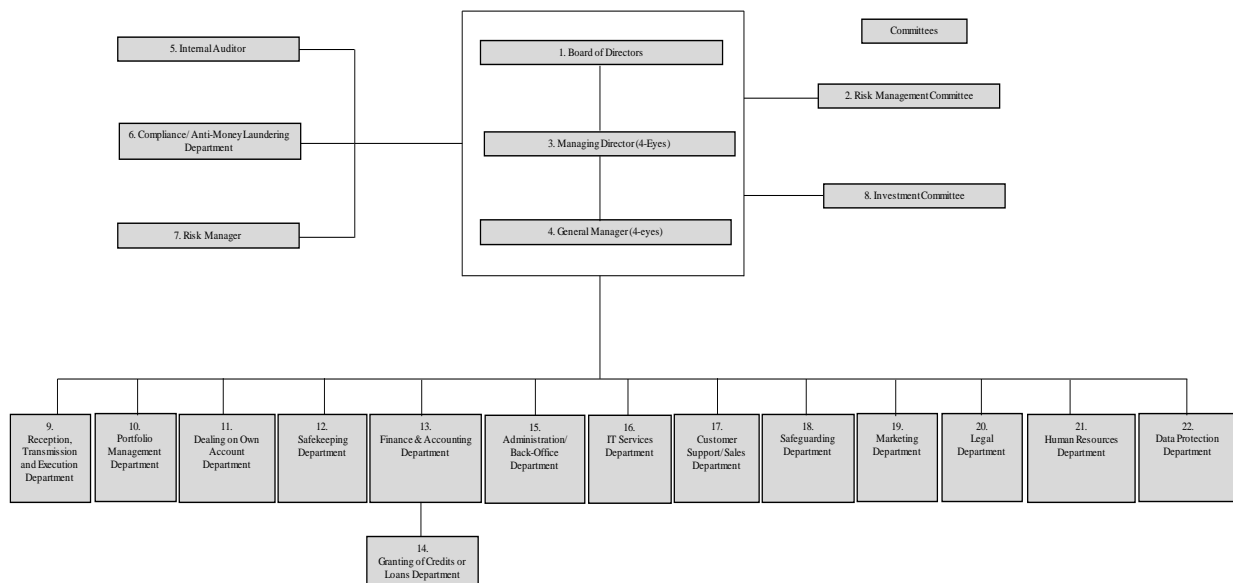 Committees
5. Internal Auditor
1. Board of Directors
2. Risk Management Committee
6. Compliance/ Anti-Money Laundering
Department
3. Managing Director (4-Eyes)
8. Investment Committee
7. Risk Manager
4. General Manager (4-eyes)
9.
Reception,
Transmission
and Execution
Department
10.
Portfolio
Management
Department
11.
Dealing on Own
Account
Department
12.
Safekeeping
Department
13.
Finance & Accounting
Department
15.
Administration/
Back-Office
Department
16.
IT Services
Department
17.
Customer
Support/Sales
Department
18.
Safeguarding
Department
19.
Marketing
Department
20.
Legal
Department
21.
Human Resources
Department
22.
Data Protection
Department
14.
Granting of Credits or
Loans Department